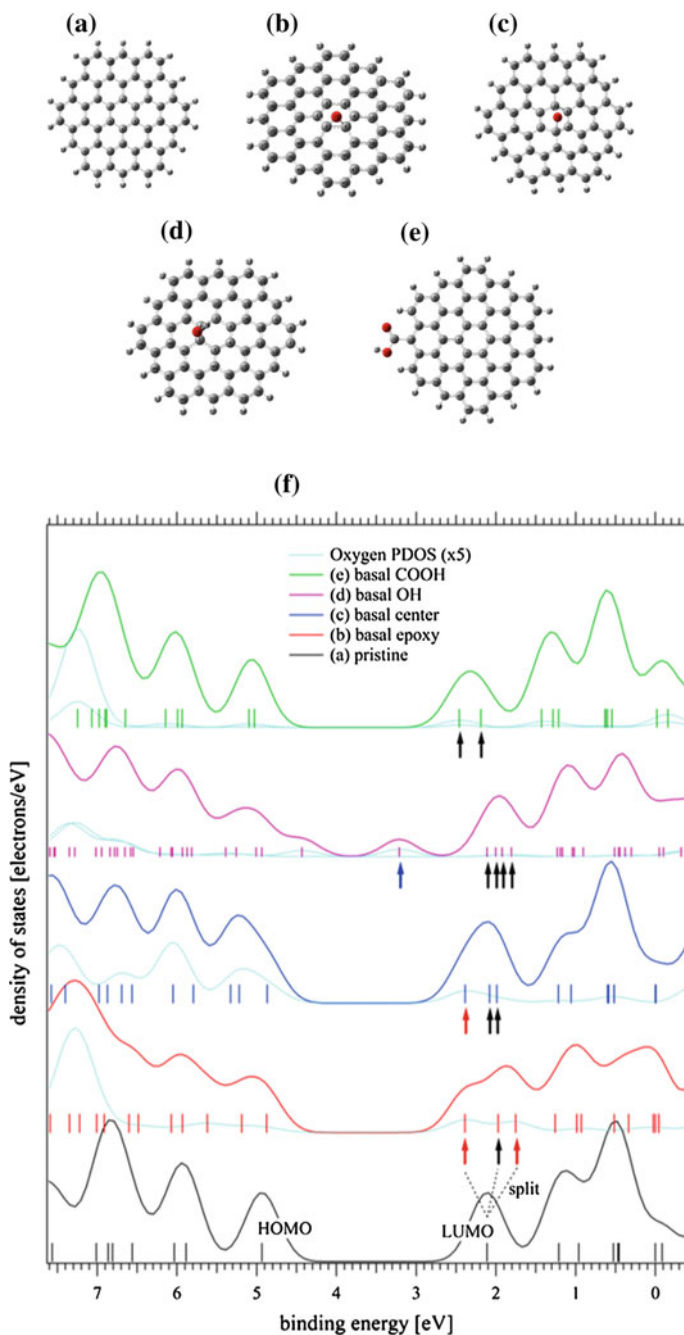 (a)
(b)
(c)
(d)
(e)
(f)
Oxygen PDOS (x5)
(e) basal COOH
(d) basal OH
(c) basal center
(b) basal epoxy
(a) pristine
HOMO
LUMO
split
density of states [electrons/eV]
7 6 5 4 3 2 1 0
binding energy [eV]